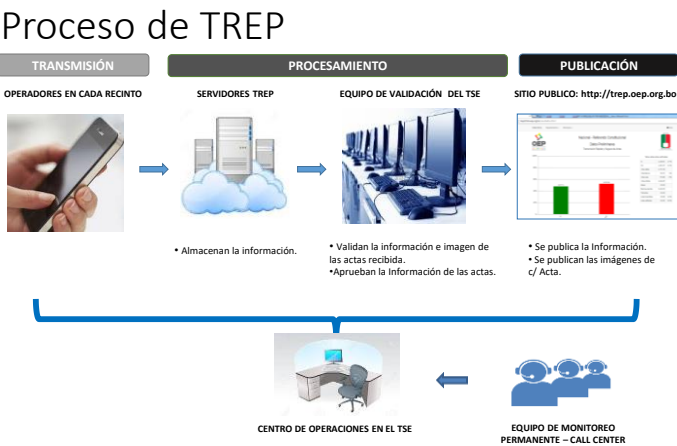 Proceso de TREP
TRANSMISIÓN
PROCESAMIENTO
PUBLICACIÓN
OPERADORES EN CADA RECINTO
SERVIDORES TREP
EQUIPO DE VALIDACIÓN DEL TSE
SITIO PUBLICO: http://trep.oep.org.bo
OEP
• Almacenan la información.
• Validan la información e imagen de
las actas recibida.
•Aprueban la Información de las actas.
• Se publica la Información.
• Se publican las imágenes de
c/ Acta.
CENTRO DE OPERACIONES EN EL TSE
EQUIPO DE MONITOREO
PERMANENTE – CALL CENTER